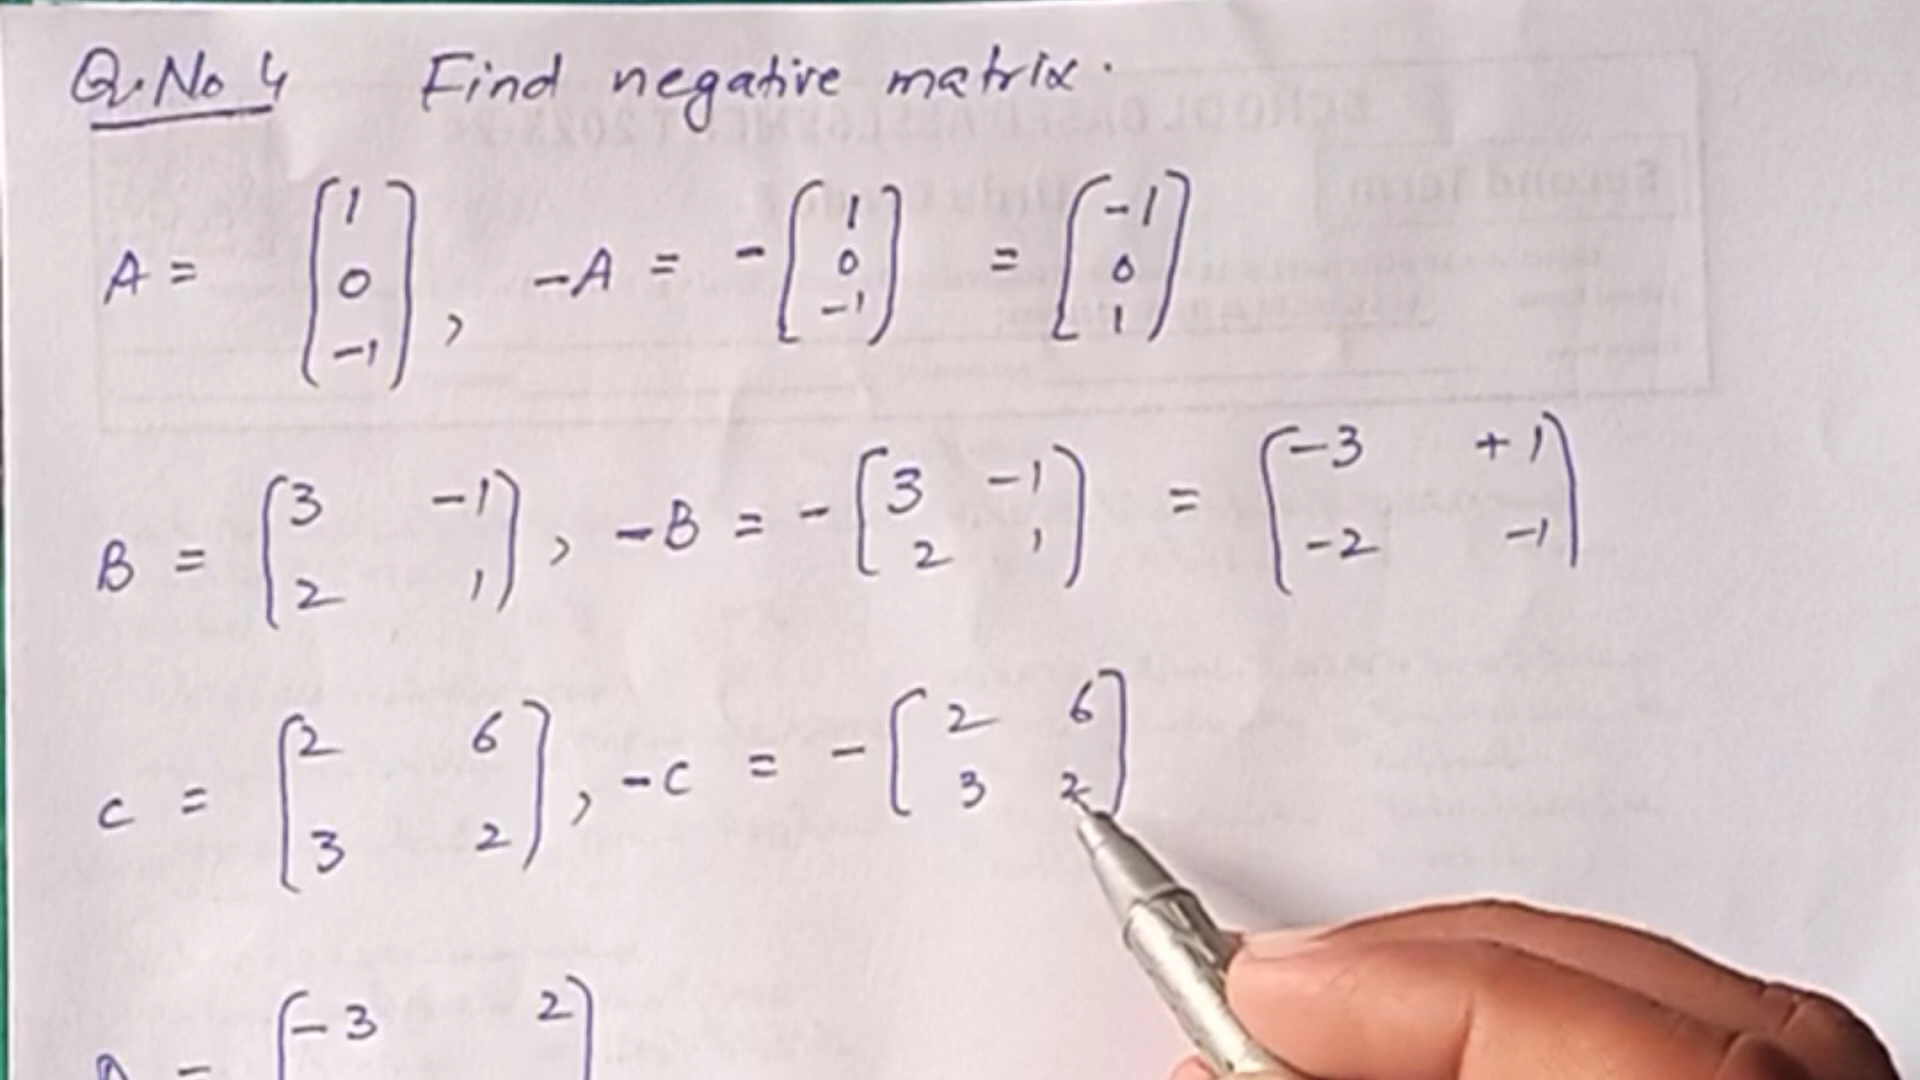 Q.No 4 Find negative matrix.
A = [1 0 -1], -A = -[1 0 -1] = [-1 0 1]
B = [3 -1 2 1], -B = -[3 -1 2 1] = [-3 +1 -2 -1]
C = [2 6 3 2], -C = -[2 6 3 2]
= [-3 2